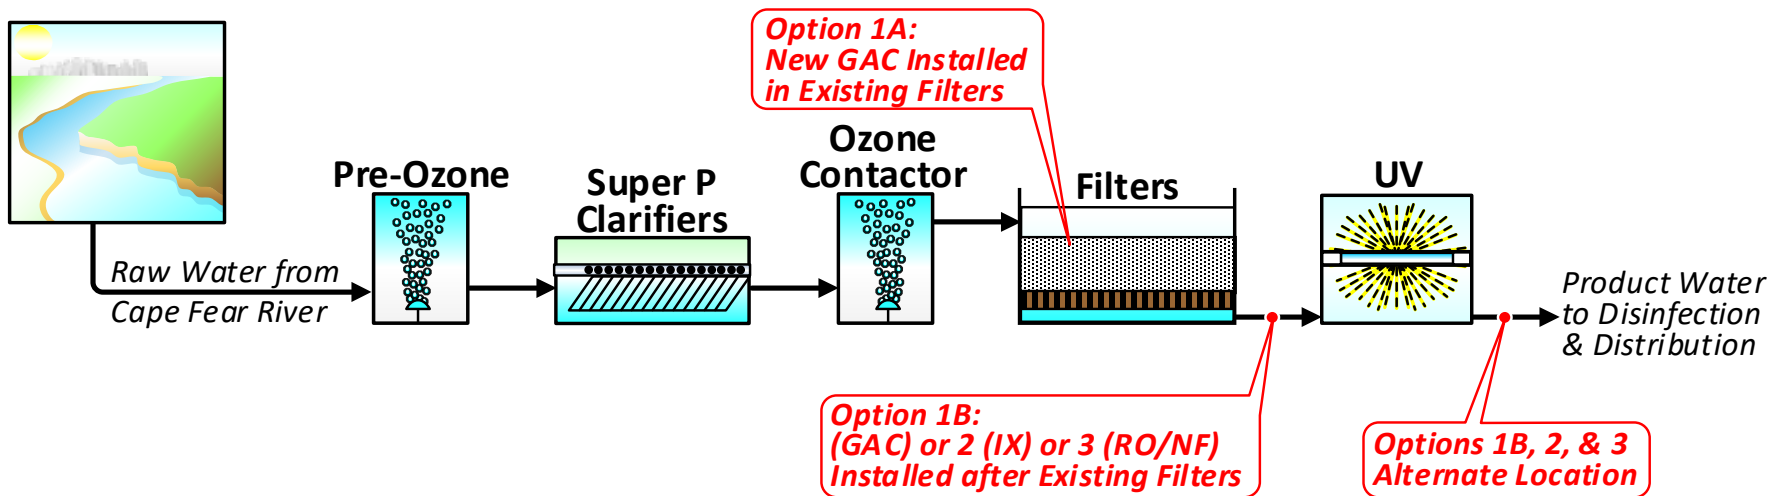 Option 1A:
New GAC Installed
in Existing Filters
Pre-Ozone
Super P
Clarifiers
Ozone
Contactor
Filters
UV
Raw Water from
Cape Fear River
Product Water
to Disinfection
& Distribution
Option 1B:
(GAC) or 2 (IX) or 3 (RO/NF)
Installed after Existing Filters
Options 1B, 2, & 3
Alternate Location